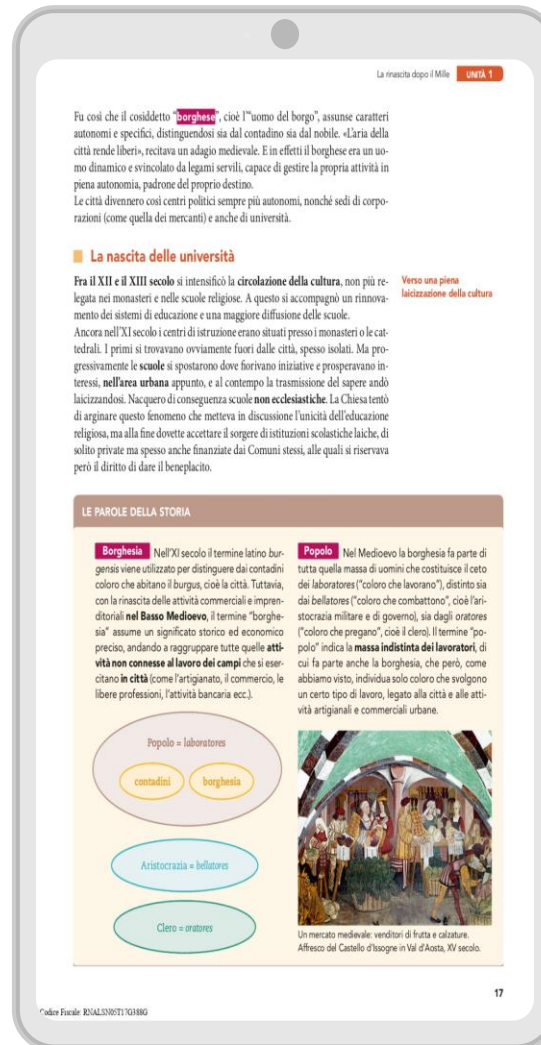 La rinascita dopo il Mille UNITÀ 1
Fu così che il cosiddetto "borghese", cioè l'"uomo del borgo", assunse caratteri
autonomi e specifici, distinguendosi sia dal contadino sia dal nobile. «L'aria della
città rende liberi», recitava un adagio medievale. E in effetti il borghese era un uo-
mo dinamico e svincolato da legami servili, capace di gestire la propria attività in
piena autonomia, padrone del proprio destino.
Le città divennero così centri politici sempre più autonomi, nonché sedi di corpo-
razioni (come quella dei mercanti) e anche di università.
La nascita delle università
Fra il XII e il XIII secolo si intensificò la circolazione della cultura, non più re-
legata nei monasteri e nelle scuole religiose. A questo si accompagnò un rinnova-
mento dei sistemi di educazione e una maggiore diffusione delle scuole.
Ancora nell'XI secolo i centri di istruzione erano situati presso i monasteri o le cat-
tedrali. I primi si trovavano ovviamente fuori dalle città, spesso isolati. Ma pro-
gressivamente le scuole si spostarono dove fiorivano iniziative e prosperavano in-
teressi, nell'area urbana appunto, e al contempo la trasmissione del sapere andò
laicizzandosi. Nacquero di conseguenza scuole non ecclesiastiche. La Chiesa tentò
di arginare questo fenomeno che metteva in discussione l'unicità dell'educazione
religiosa, ma alla fine dovette accettare il sorgere di istituzioni scolastiche laiche, di
solito private ma spesso anche finanziate dai Comuni stessi, alle quali si riservava
però il diritto di dare il beneplacito.
Verso una piena
laicizzazione della cultura
LE PAROLE DELLA STORIA
Borghesia Nell'XI secolo il termine latino bur-
gensis viene utilizzato per distinguere dai contadini
coloro che abitano il burgus, cioè la città. Tuttavia,
con la rinascita delle attività commerciali e impren-
ditoriali nel Basso Medioevo, il termine "borghe-
sia" assume un significato storico ed economico
preciso, andando a raggruppare tutte quelle atti-
vità non connesse al lavoro dei campi che si eser-
citano in città (come l'artigianato, il commercio, le
libere professioni, l'attività bancaria ecc.).
Popolo = laboratores
contadini borghesia
Aristocrazia = bellatores
Clero = oratores
Popolo Nel Medioevo la borghesia fa parte di
tutta quella massa di uomini che costituisce il ceto
dei laboratores ("coloro che lavorano"), distinto sia
dai bellatores ("coloro che combattono", cioè l'ari-
stocrazia militare e di governo), sia dagli oratores
("coloro che pregano", cioè il clero). Il termine "po-
polo" indica la massa indistinta dei lavoratori, di
cui fa parte anche la borghesia, che però, come
abbiamo visto, individua solo coloro che svolgono
un certo tipo di lavoro, legato alla città e alle atti-
vità artigianali e commerciali urbane.
Un mercato medievale: venditori di frutta e calzature.
Affresco del Castello d'Issogne in Val d'Aosta, XV secolo.
17
Codice Fiscale: RNALSN05T17G388G